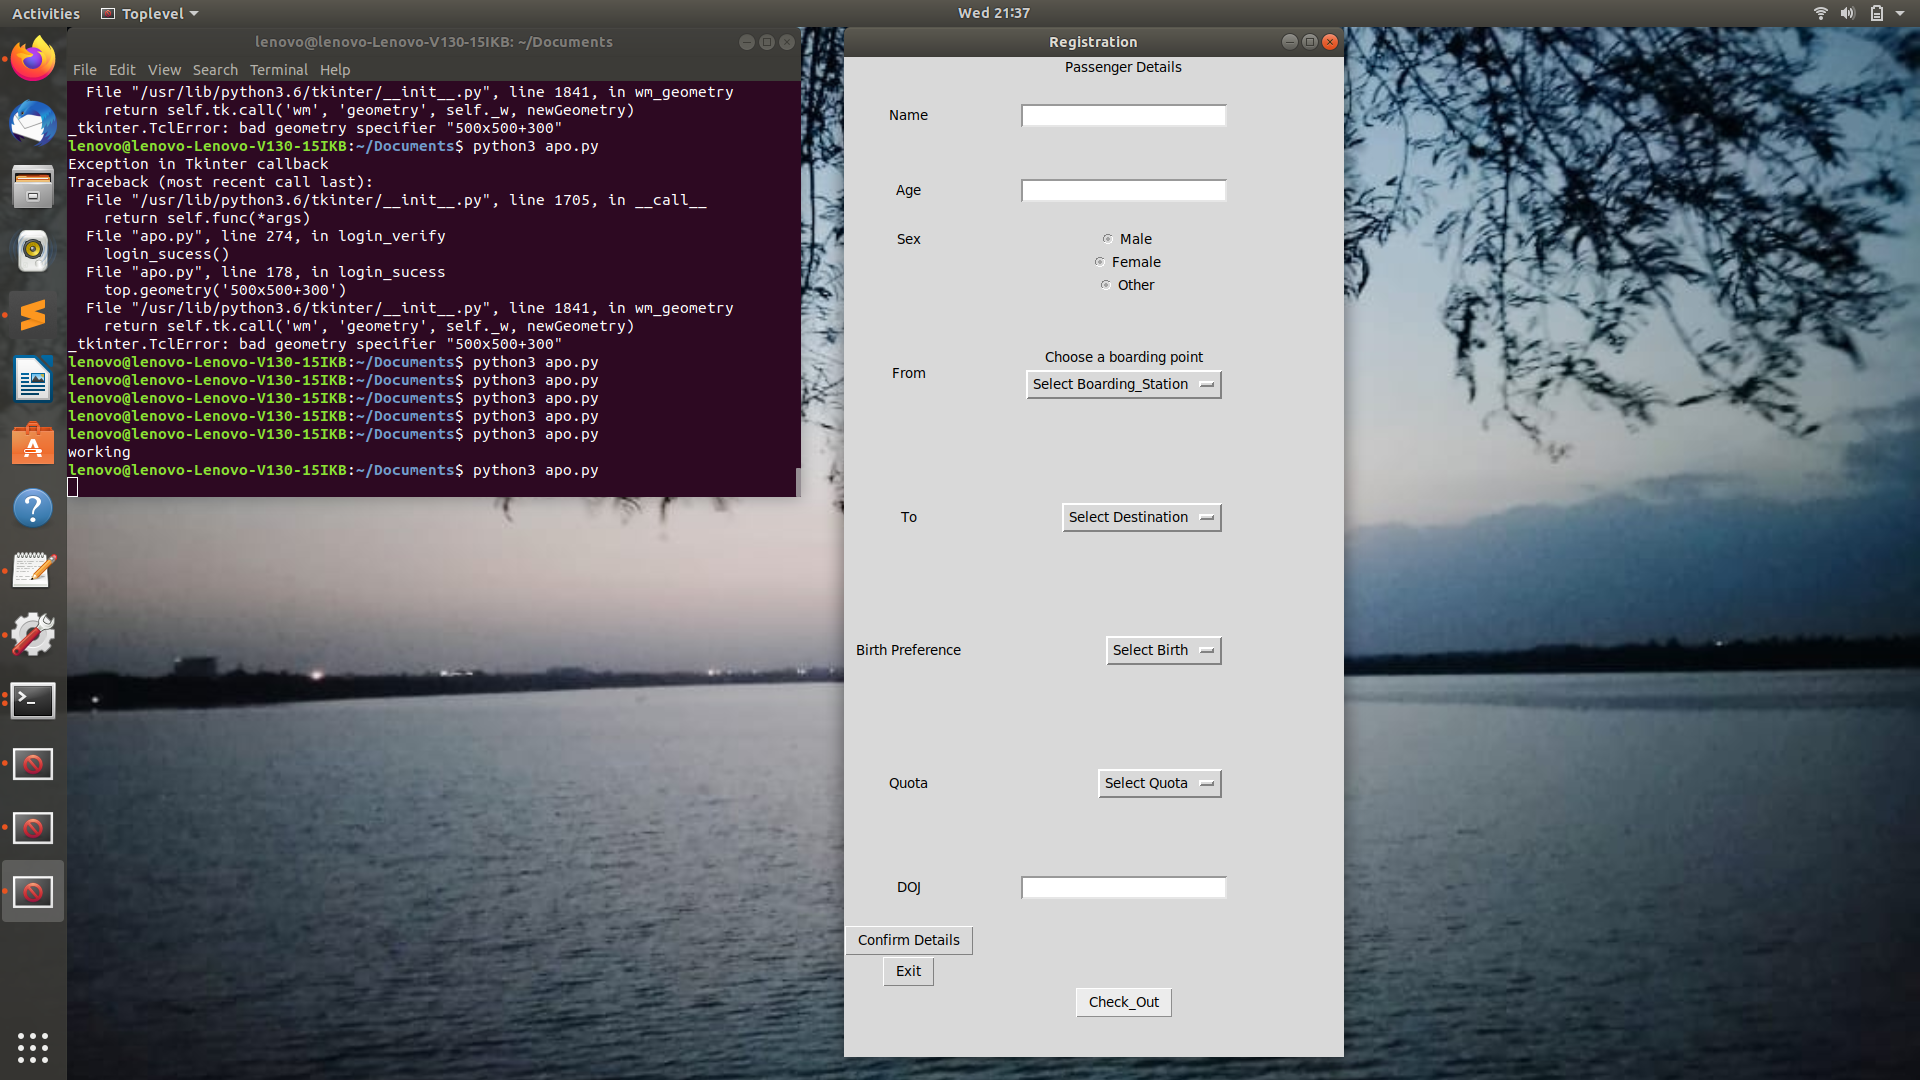 Activities
Toplevel
Wed 21:37
lenovo@lenovo-Lenovo-V130-15IKB: ~/Documents
File Edit View Search Terminal Help
File "/usr/lib/python3.6/tkinter/__init__.py", line 1841, in wm_geometry
return self.tk.call('wm', 'geometry', self._w, newGeometry)
_tkinter.TclError: bad geometry specifier "500x500+300"
lenovo@lenovo-Lenovo-V130-15IKB:~/Documents$ python3 apo.py
Exception in Tkinter callback
Traceback (most recent call last):
File "/usr/lib/python3.6/tkinter/__init__.py", line 1705, in __call__
return self.func(*args)
File "apo.py", line 274, in login_verify
login_sucess()
File "apo.py", line 178, in login_sucess
top.geometry('500x500+300')
File "/usr/lib/python3.6/tkinter/__init__.py", line 1841, in wm_geometry
return self.tk.call('wm', 'geometry', self._w, newGeometry)
_tkinter.TclError: bad geometry specifier "500x500+300"
lenovo@lenovo-Lenovo-V130-15IKB:~/Documents$ python3 apo.py
lenovo@lenovo-Lenovo-V130-15IKB:~/Documents$ python3 apo.py
lenovo@lenovo-Lenovo-V130-15IKB:~/Documents$ python3 apo.py
lenovo@lenovo-Lenovo-V130-15IKB:~/Documents$ python3 apo.py
lenovo@lenovo-Lenovo-V130-15IKB:~/Documents$ python3 apo.py
working
lenovo@lenovo-Lenovo-V130-15IKB:~/Documents$ python3 apo.py
Registration
Passenger Details
Name
Age
Sex
Male
Female
Other
Choose a boarding point
From
Select Boarding_Station
To
Select Destination
Birth Preference
Select Birth
Quota
Select Quota
DOJ
Confirm Details
Exit
Check_Out